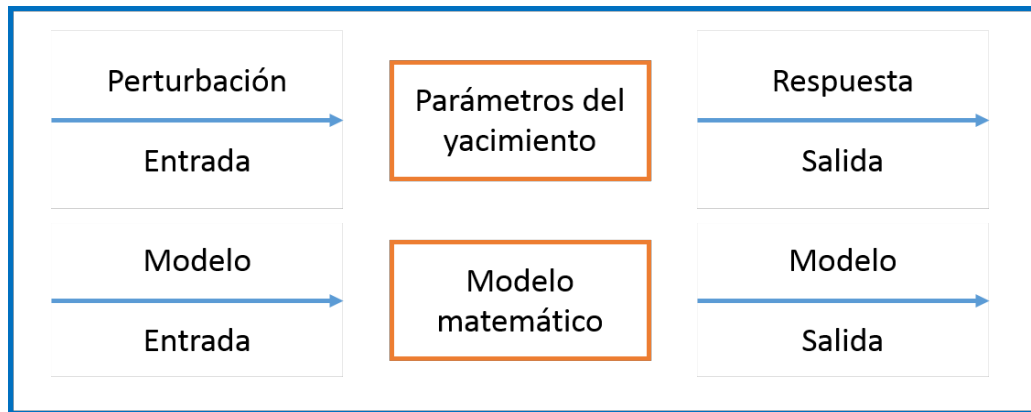 Perturbación
Entrada
Parámetros del
yacimiento
Respuesta
Salida
Modelo
Entrada
Modelo
matemático
Modelo
Salida